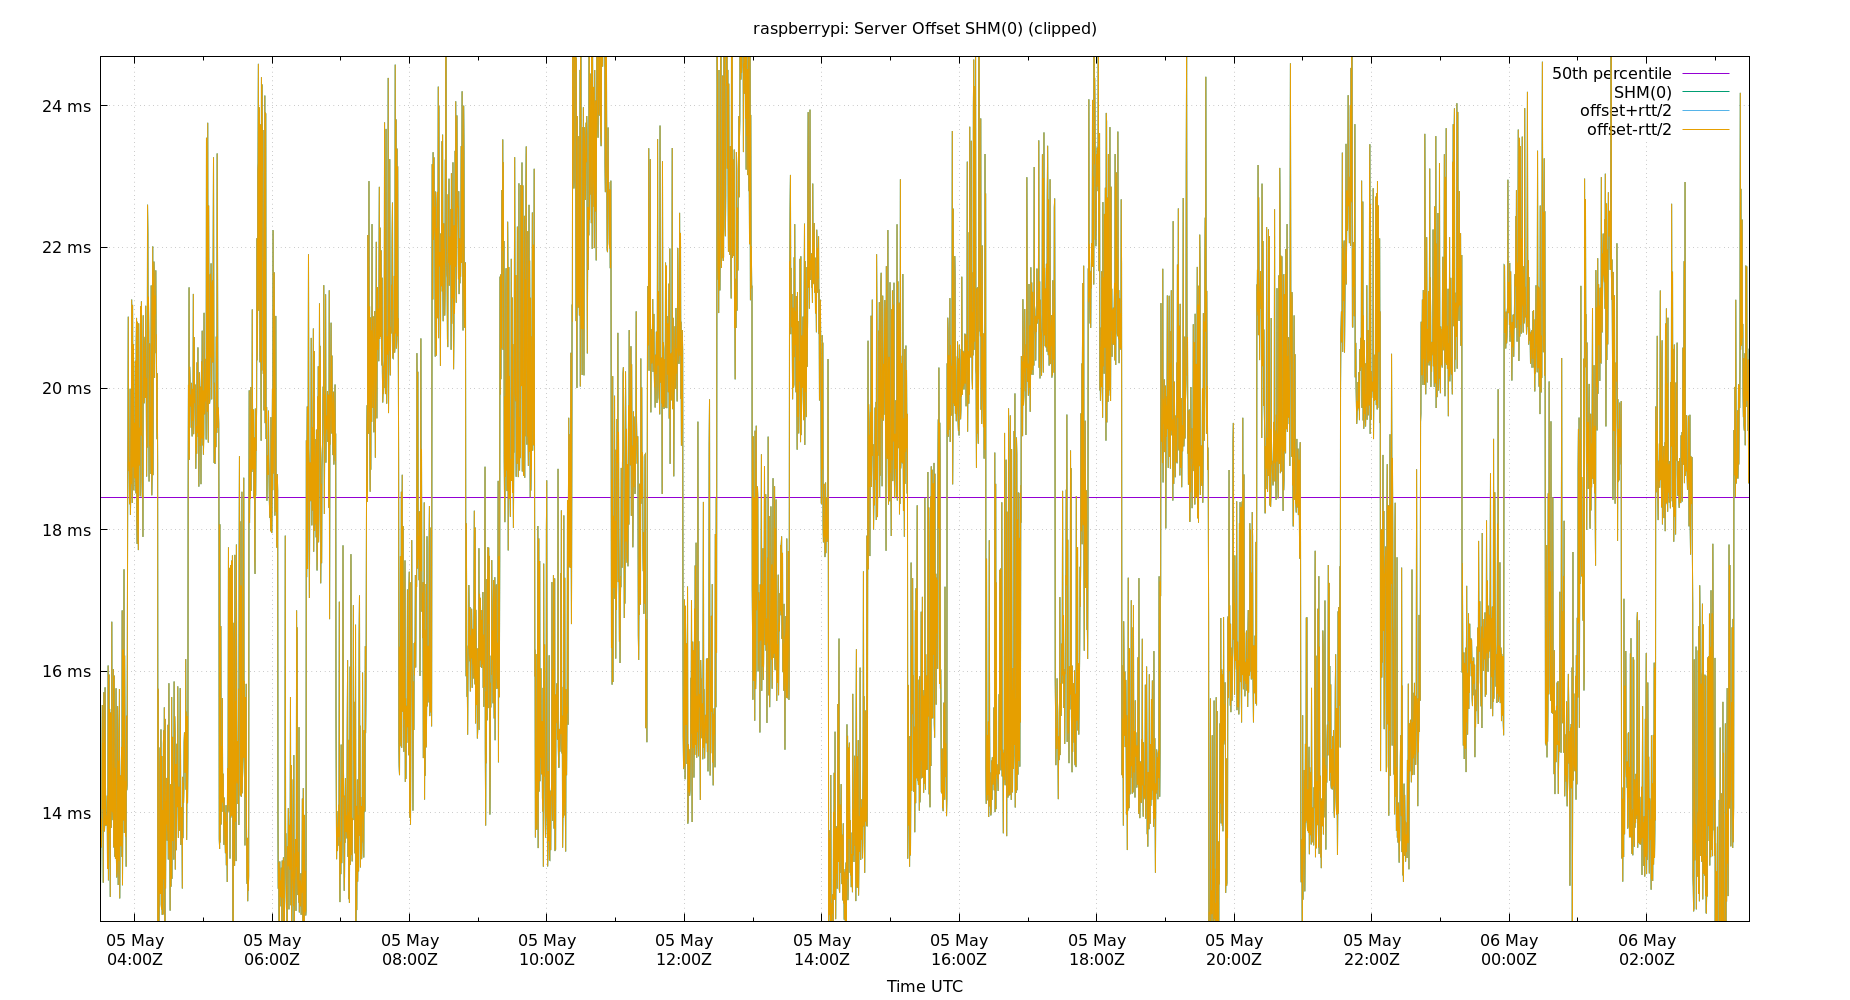 raspberrypi: Server Offset SHM(0) (clipped)
50th percentile
SHM(0)
offset+rtt/2
offset-rtt/2
24 ms
22 ms
20 ms
18 ms
16 ms
14 ms
05 May 05 May 05 May 05 May 05 May 05 May 05 May 05 May 05 May 05 May 06 May 06 May
04:00Z 06:00Z 08:00Z 10:00Z 12:00Z 14:00Z 16:00Z 18:00Z 20:00Z 22:00Z 00:00Z 02:00Z
Time UTC